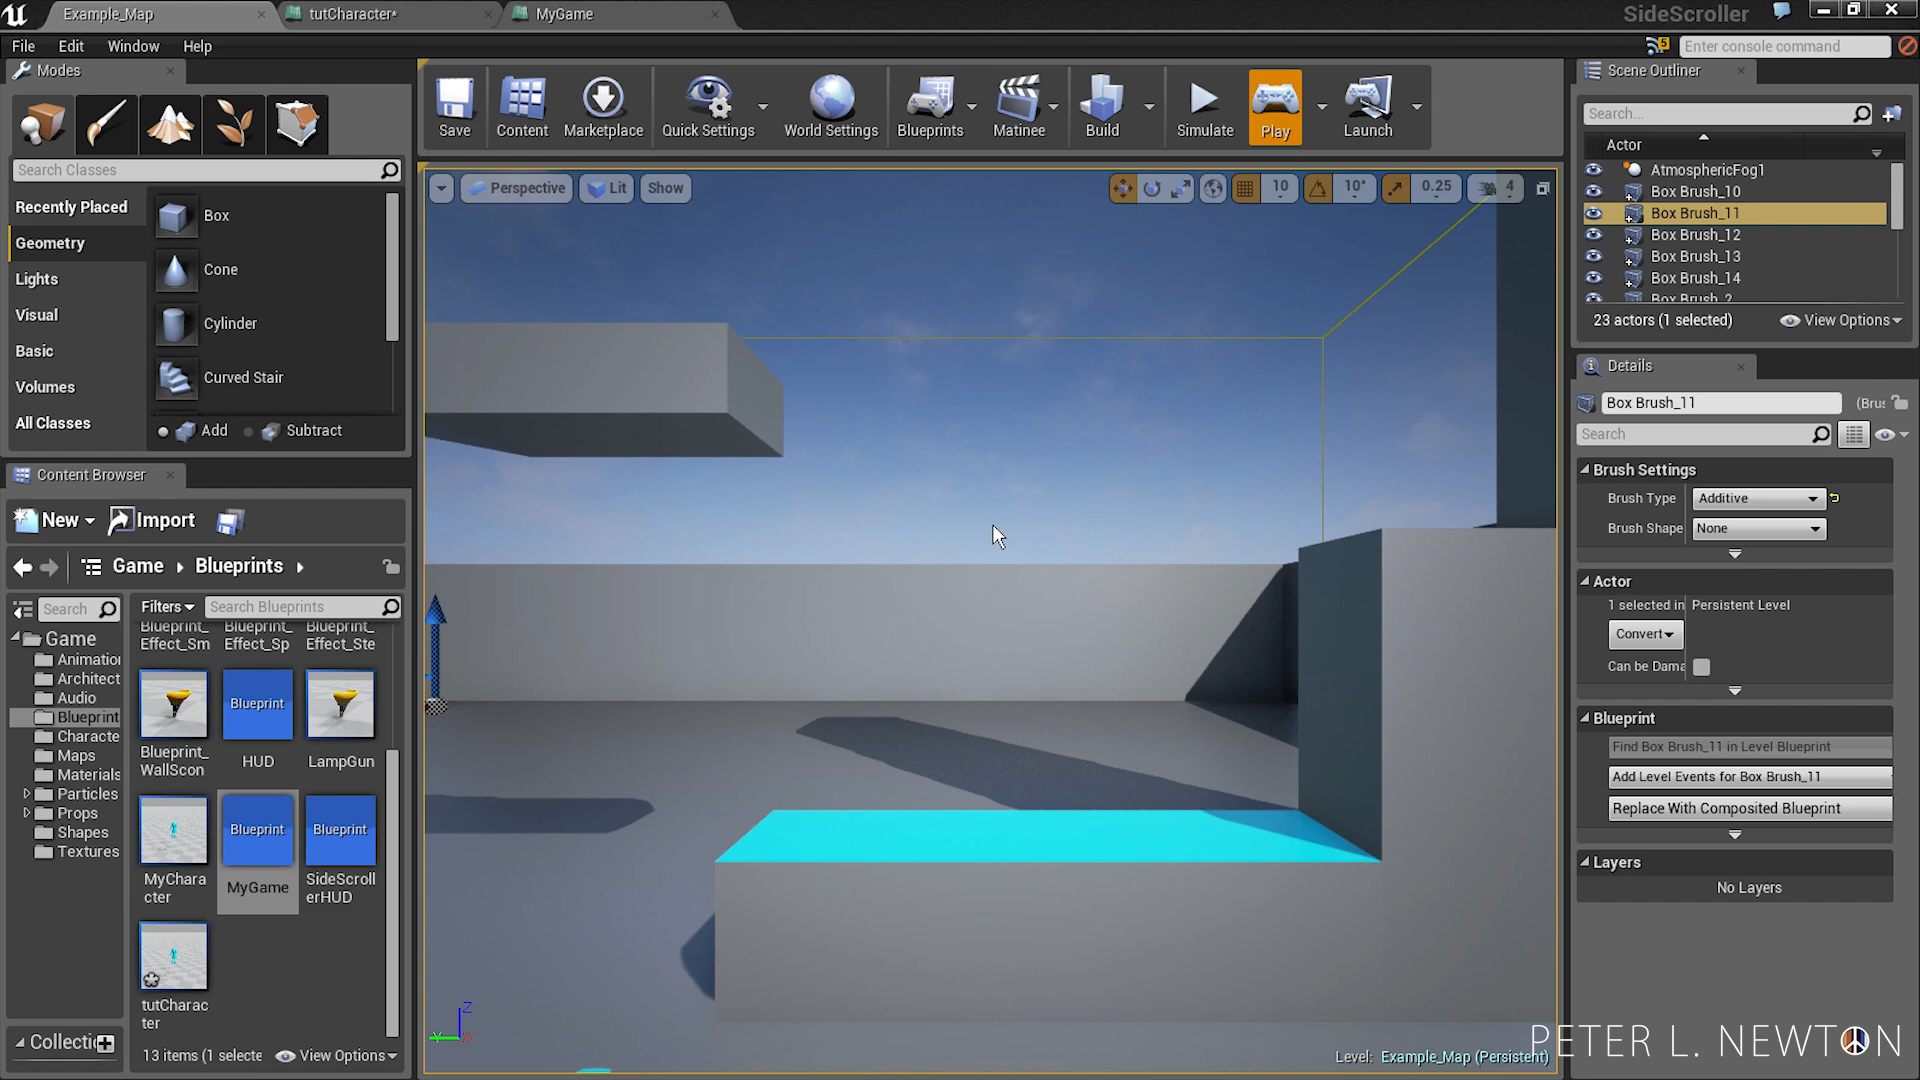 Example_Map
tutCharacter*
MyGame
SideScroller
File
Edit
Window
Help
5
Enter console command
Modes
Search Classes
Recently Placed
Geometry
Lights
Visual
Basic
Volumes
All Classes
Box
Cone
Cylinder
Curved Stair
Add
Subtract
Save
Content
Marketplace
Quick Settings
World Settings
Blueprints
Matinee
Build
Simulate
Play
Launch
Perspective
Lit
Show
10
10°
0.25
4
Scene Outliner
Search...
Actor
AtmosphericFog1
Box Brush_10
Box Brush_11
Box Brush_12
Box Brush_13
Box Brush_14
Box Brush_2
23 actors (1 selected)
View Options
Details
Box Brush_11
(Brus
Search
Brush Settings
Brush Type
Additive
Brush Shape
None
Actor
1 selected in
Persistent Level
Convert
Can be Dama
Blueprint
Find Box Brush_11 in Level Blueprint
Add Level Events for Box Brush_11
Replace With Composited Blueprint
Layers
No Layers
Content Browser
New
Import
Game
Blueprints
Search
Filters
Search Blueprints
Game
Animation
Architect
Audio
Blueprint
Characte
Maps
Materials
Particles
Props
Shapes
Textures
Blueprint_
Effect_Sm
Blueprint_
Effect_Sp
Blueprint_
Effect_Ste
Blueprint_
WallScon
Blueprint
HUD
LampGun
MyChara
cter
Blueprint
MyGame
Blueprint
SideScroll
erHUD
tutCharac
ter
Collectio
13 items (1 selecte
View Options
Z
Y
X
Level: Example_Map (Persistent)
PETER L. NEWTON